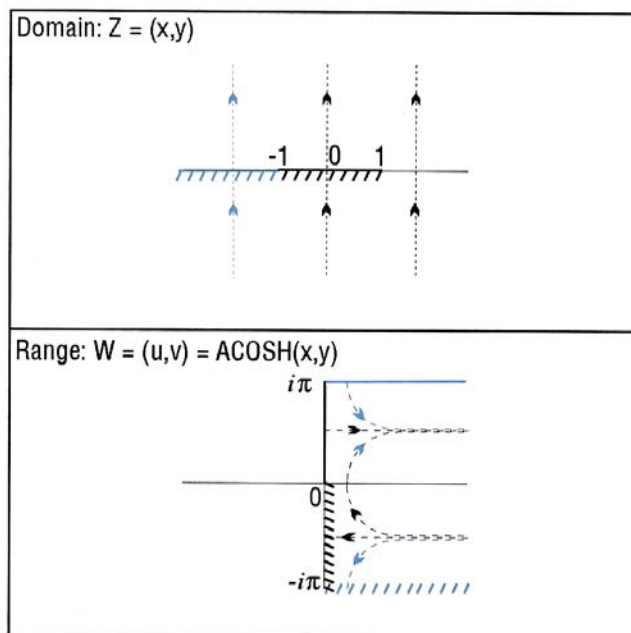 Domain: Z = (x,y)
-1 0 1
Range: W = (u,v) = ACOSH(x,y)
iπ
0
-iπ